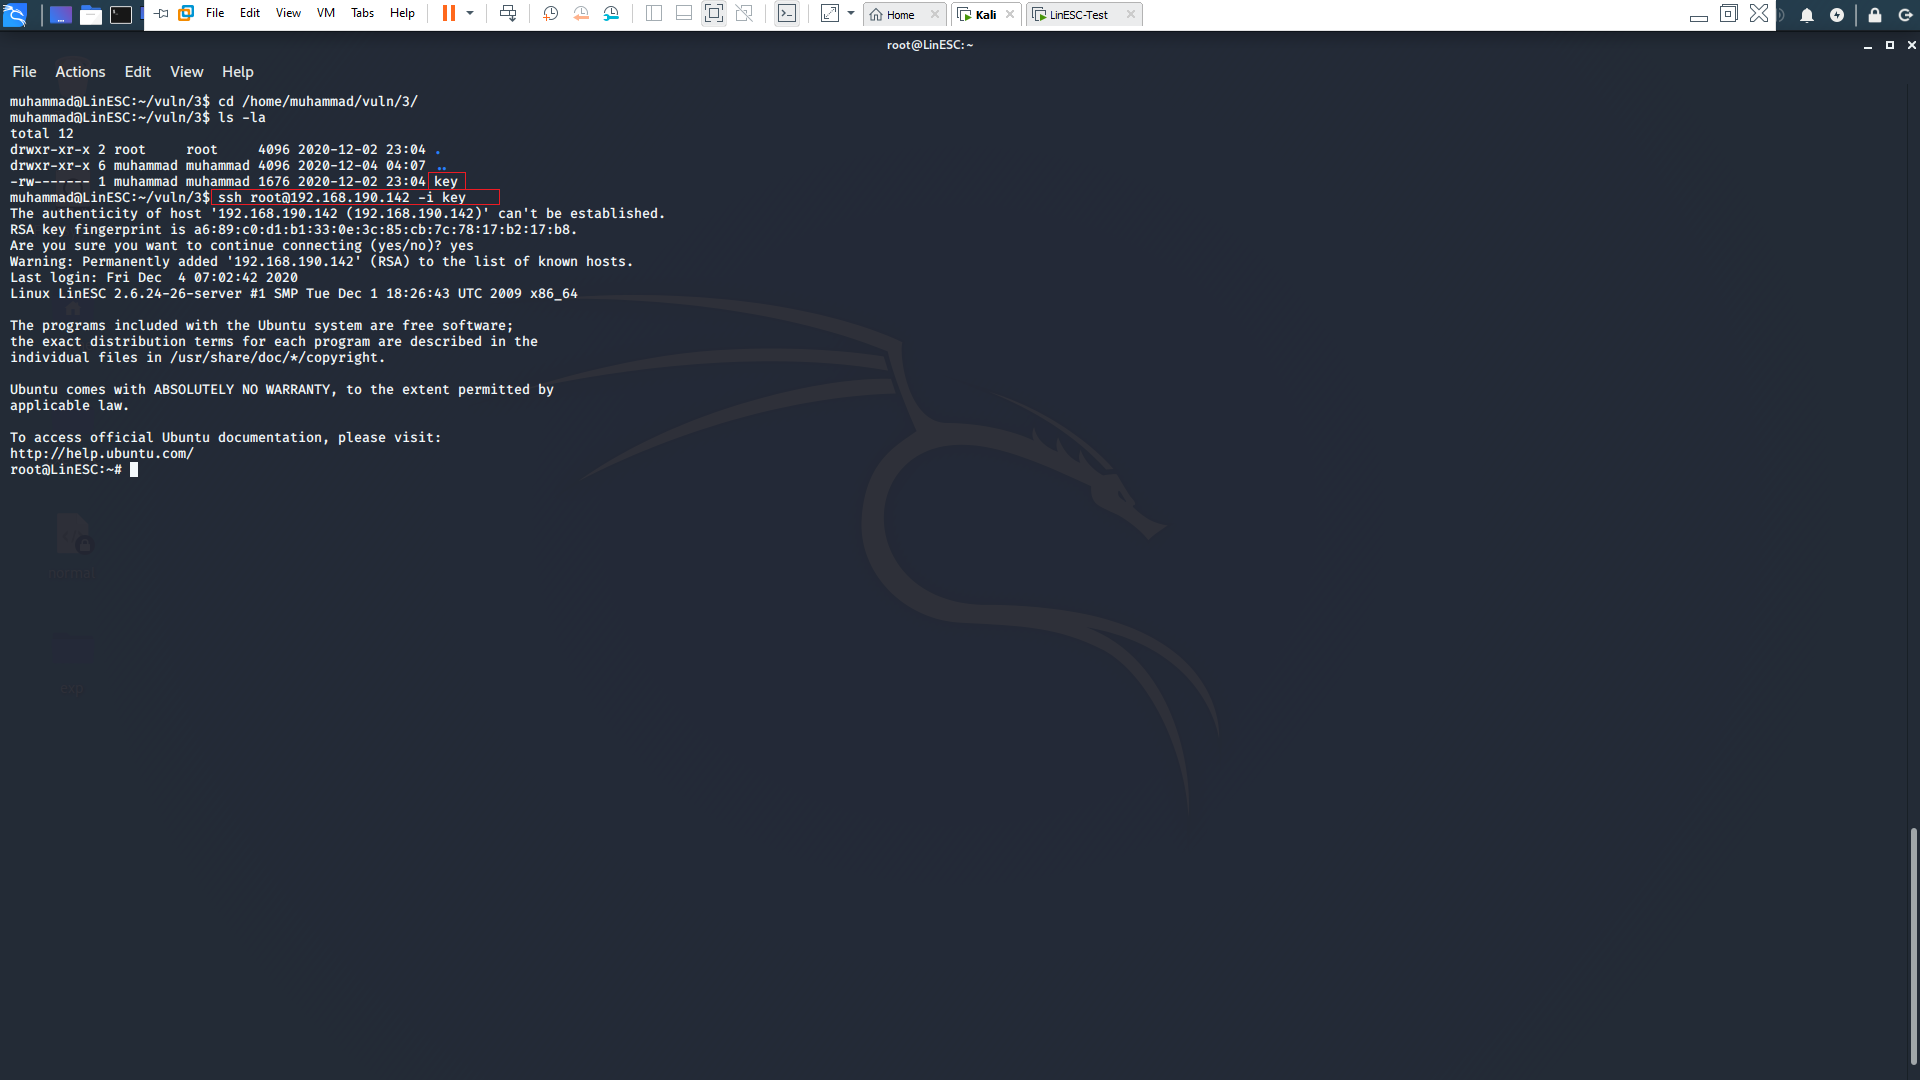 File Edit View VM Tabs Help Home Kali LinESC-Test
root@LinESC: ~
File Actions Edit View Help
muhammad@LinESC:~/vuln/3$ cd /home/muhammad/vuln/3/
muhammad@LinESC:~/vuln/3$ ls -la
total 12
drwxr-xr-x 2 root     root     4096 2020-12-02 23:04 .
drwxr-xr-x 6 muhammad muhammad 4096 2020-12-04 04:07 ..
-rw------- 1 muhammad muhammad 1676 2020-12-02 23:04 key
muhammad@LinESC:~/vuln/3$ ssh root@192.168.190.142 -i key
The authenticity of host '192.168.190.142 (192.168.190.142)' can't be established.
RSA key fingerprint is a6:89:c0:d1:b1:33:0e:3c:85:cb:7c:78:17:b2:17:b8.
Are you sure you want to continue connecting (yes/no)? yes
Warning: Permanently added '192.168.190.142' (RSA) to the list of known hosts.
Last login: Fri Dec  4 07:02:42 2020
Linux LinESC 2.6.24-26-server #1 SMP Tue Dec 1 18:26:43 UTC 2009 x86_64
The programs included with the Ubuntu system are free software;
the exact distribution terms for each program are described in the
individual files in /usr/share/doc/*/copyright.
Ubuntu comes with ABSOLUTELY NO WARRANTY, to the extent permitted by
applicable law.
To access official Ubuntu documentation, please visit:
http://help.ubuntu.com/
root@LinESC:~#
normal